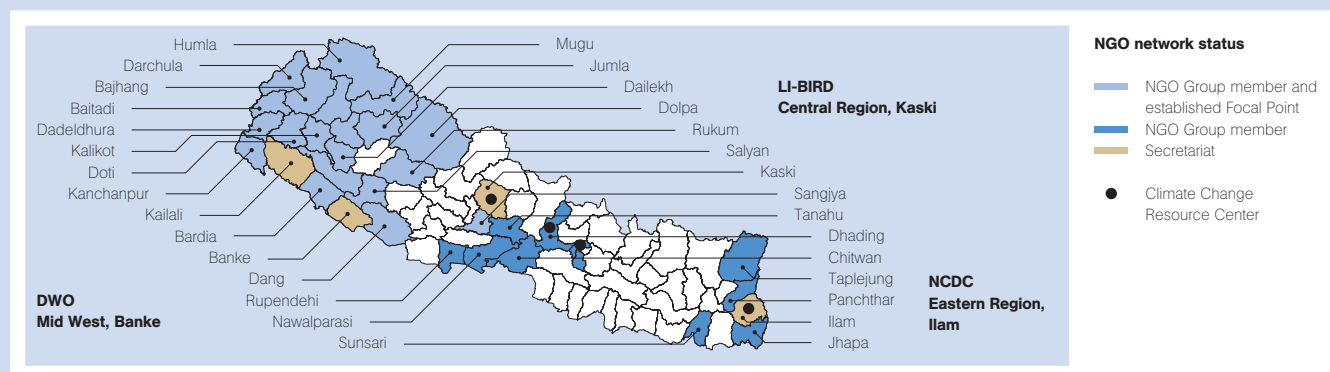 Humla
Darchula
Bajhang
Baitadi
Dadeldhura
Kalikot
Doti
Kanchanpur
Kailali
Bardia
Banke
Dang
Rupendehi
Nawalparasi
Sunsari
DWO
Mid West, Banke
Mugu
Jumla
Dailekh
Dolpa
Rukum
Salyan
Kaski
Sangjya
Tanahu
Dhading
Chitwan
Taplejung
Panchthar
Ilam
Jhapa
LI-BIRD
Central Region, Kaski
NCDC
Eastern Region,
Ilam
NGO network status
NGO Group member and
established Focal Point
NGO Group member
Secretariat
Climate Change
Resource Center